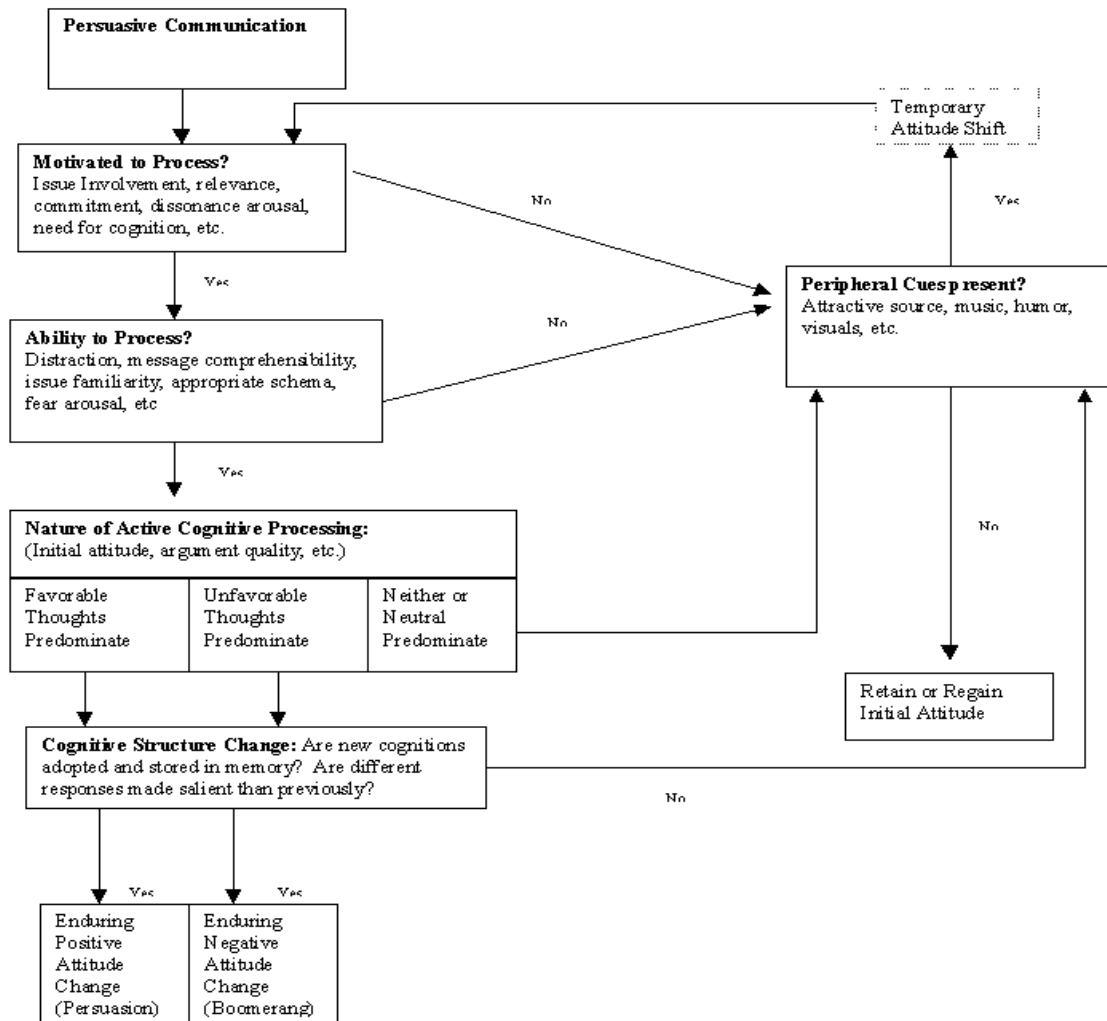 Persuasive Communication
Temporary
Attitude Shift
Motivated to Process?
Issue Involvement, relevance,
commitment, dissonance arousal,
need for cognition, etc.
No
Yes
Yes
Peripheral Cues present?
Attractive source, music, humor,
visuals, etc.
No
Ability to Process?
Distraction, message comprehensibility,
issue familiarity, appropriate schema,
fear arousal, etc
Yes
Nature of Active Cognitive Processing:
(Initial attitude, argument quality, etc.)
No
Favorable
Thoughts
Predominate
Unfavorable
Thoughts
Predominate
Neither or
Neutral
Predominate
Retain or Regain
Initial Attitude
Cognitive Structure Change: Are new cognitions
adopted and stored in memory? Are different
responses made salient than previously?
No
Yes
Yes
Enduring
Positive
Attitude
Change
(Persuasion)
Enduring
Negative
Attitude
Change
(Boomerang)